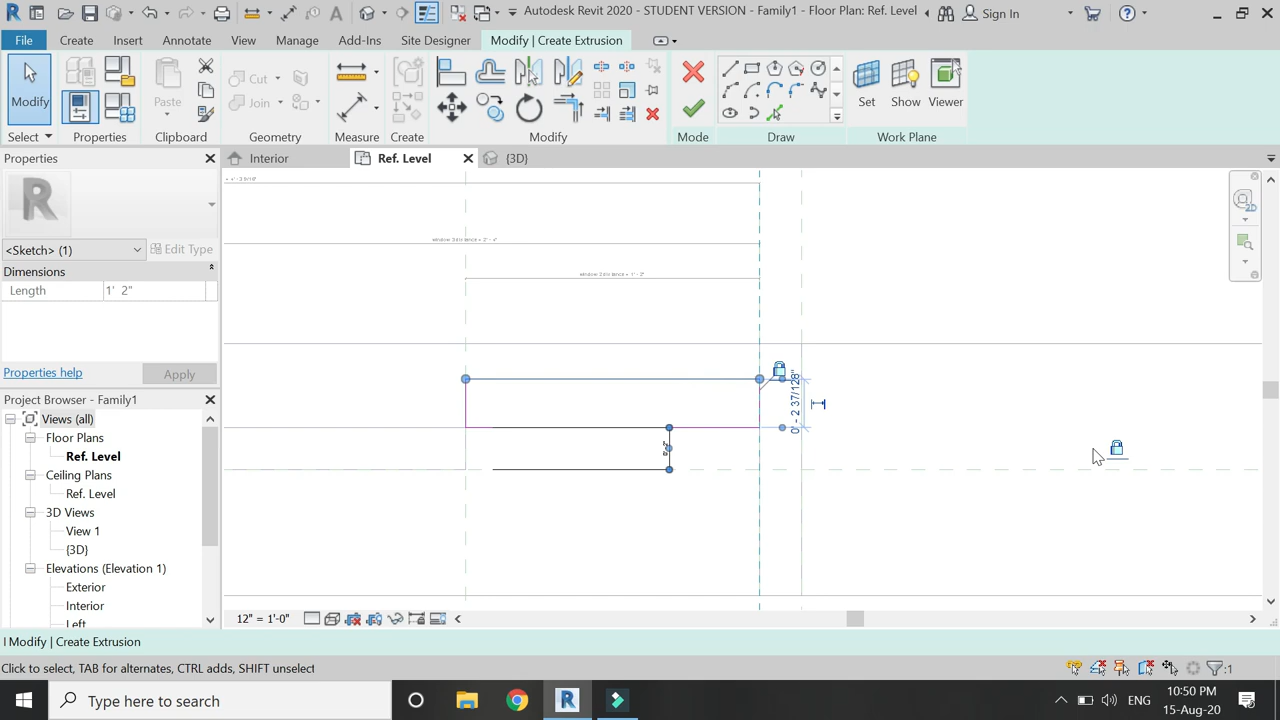 Autodesk Revit 2020 - STUDENT VERSION - Family1 - Floor Plan: Ref. Level
Sign In
File
Create
Insert
Annotate
View
Manage
Add-Ins
Site Designer
Modify | Create Extrusion
Modify
Paste
Cut
Join
Set
Show
Viewer
Select
Properties
Clipboard
Geometry
Measure
Create
Modify
Mode
Draw
Work Plane
Properties
Interior
Ref. Level
{3D}
<Sketch> (1)
Edit Type
Dimensions
Length
1' 2"
Properties help
Apply
Project Browser - Family1
Views (all)
Floor Plans
Ref. Level
Ceiling Plans
Ref. Level
3D Views
View 1
{3D}
Elevations (Elevation 1)
Exterior
Interior
Left
0' - 2 37/128"
12" = 1'-0"
Modify | Create Extrusion
Click to select, TAB for alternates, CTRL adds, SHIFT unselect
:1
Type here to search
ENG
10:50 PM
15-Aug-20